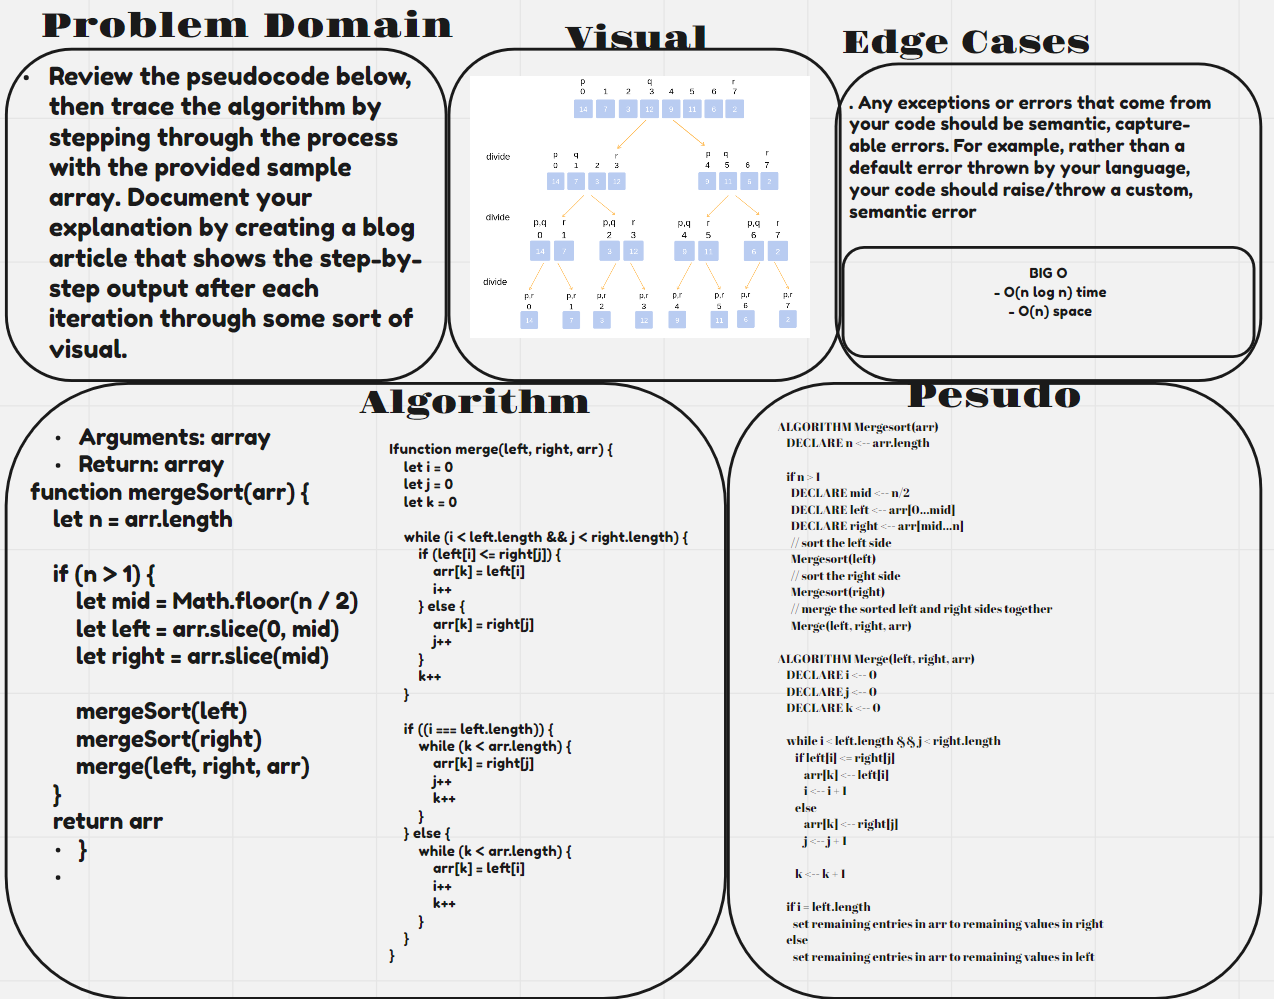 Problem Domain
• Review the pseudocode below,
then trace the algorithm by
stepping through the process
with the provided sample
array. Document your
explanation by creating a blog
article that shows the step-by-
step output after each
iteration through some sort of
visual.
Visual
p q r
0 1 2 3 4 5 6 7
14 7 3 12 9 11 6 2
divide
p q r
0 1 2 3
14 7 3 12
p q r
4 5 6 7
9 11 6 2
divide
p,q r p,q r p,q r p,q r
0 1 2 3 4 5 6 7
14 7 3 12 9 11 6 2
divide
p,r p,r p,r p,r p,r p,r p,r p,r
0 1 2 3 4 5 6 7
14 7 3 12 9 11 6 2
Edge Cases
. Any exceptions or errors that come from
your code should be semantic, capture-
able errors. For example, rather than a
default error thrown by your language,
your code should raise/throw a custom,
semantic error
BIG O
- O(n log n) time
- O(n) space
Algorithm
• Arguments: array
• Return: array
function mergeSort(arr) {
let n = arr.length
if (n > 1) {
let mid = Math.floor(n / 2)
let left = arr.slice(0, mid)
let right = arr.slice(mid)
mergeSort(left)
mergeSort(right)
merge(left, right, arr)
}
return arr
• }
•
lfunction merge(left, right, arr) {
let i = 0
let j = 0
let k = 0
while (i < left.length && j < right.length) {
if (left[i] <= right[j]) {
arr[k] = left[i]
i++
} else {
arr[k] = right[j]
j++
}
k++
}
if ((i === left.length)) {
while (k < arr.length) {
arr[k] = right[j]
j++
k++
}
} else {
while (k < arr.length) {
arr[k] = left[i]
i++
k++
}
}
}
Pesudo
ALGORITHM Mergesort(arr)
DECLARE n <-- arr.length
if n > 1
DECLARE mid <-- n/2
DECLARE left <-- arr[0...mid]
DECLARE right <-- arr[mid...n]
// sort the left side
Mergesort(left)
// sort the right side
Mergesort(right)
// merge the sorted left and right sides together
Merge(left, right, arr)
ALGORITHM Merge(left, right, arr)
DECLARE i <-- 0
DECLARE j <-- 0
DECLARE k <-- 0
while i < left.length && j < right.length
if left[i] <= right[j]
arr[k] <-- left[i]
i <-- i + 1
else
arr[k] <-- right[j]
j <-- j + 1
k <-- k + 1
if i = left.length
set remaining entries in arr to remaining values in right
else
set remaining entries in arr to remaining values in left